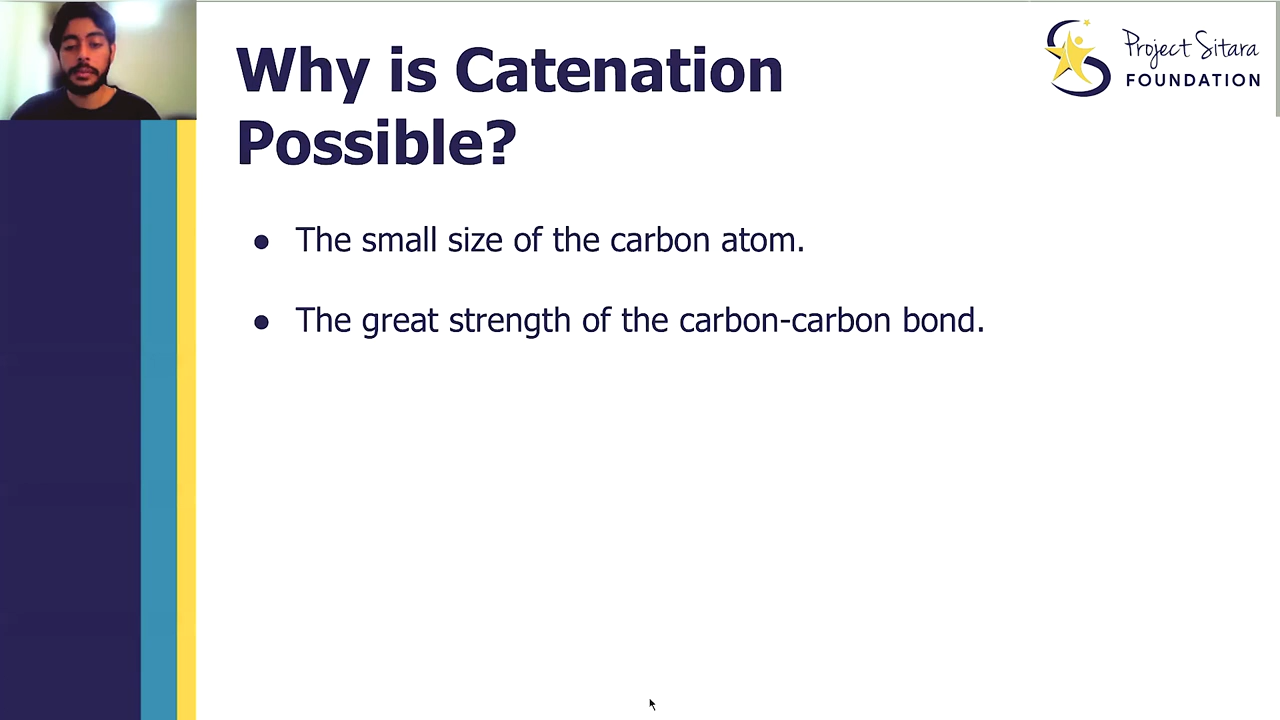 Why is Catenation
Possible?
Project Sitara
FOUNDATION
● The small size of the carbon atom.
● The great strength of the carbon-carbon bond.